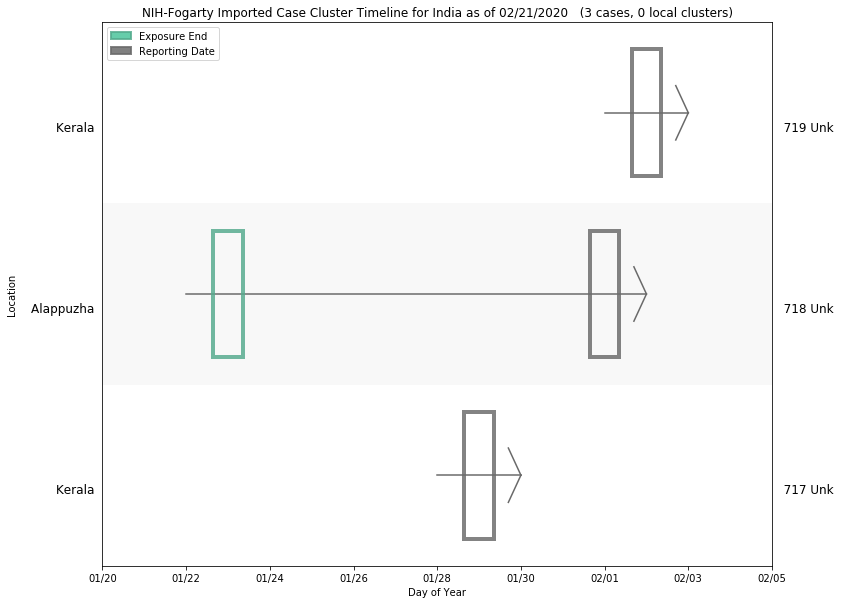 NIH-Fogarty Imported Case Cluster Timeline for India as of 02/21/2020 (3 cases, 0 local clusters)
Exposure End
Reporting Date
Kerala
719 Unk
Location
Alappuzha
718 Unk
Kerala
717 Unk
01/20
01/22
01/24
01/26
01/28
01/30
02/01
02/03
02/05
Day of Year